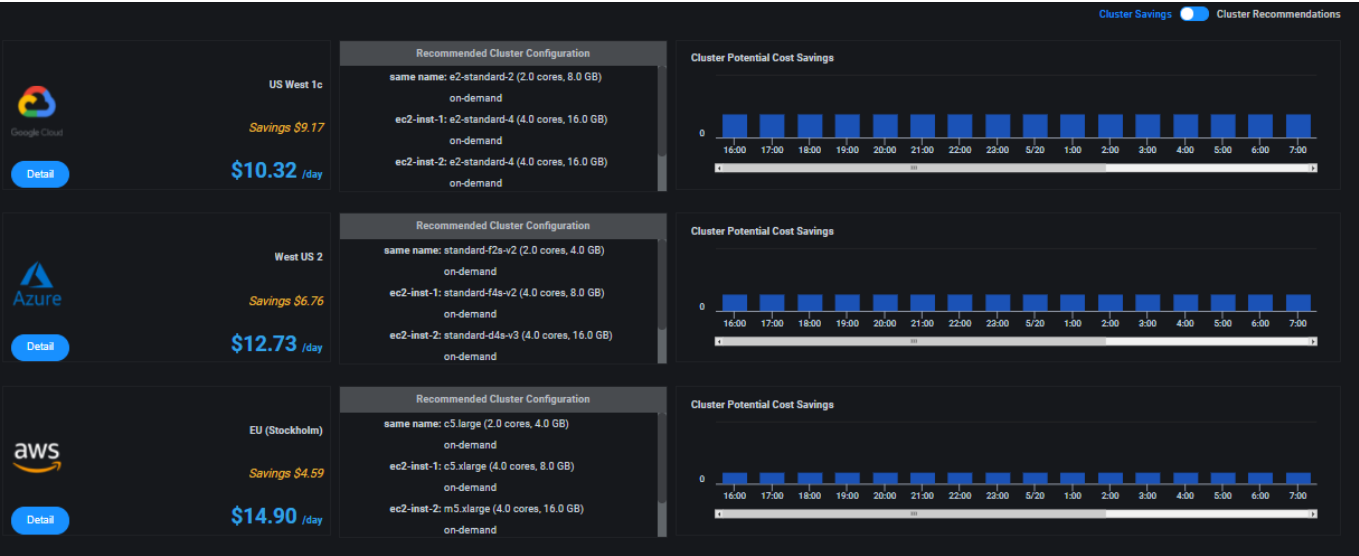 Cluster Savings Cluster Recommendations
Google Cloud
US West 1c
Savings $9.17
Detail
$10.32 /day
Recommended Cluster Configuration
same name: e2-standard-2 (2.0 cores, 8.0 GB)
on-demand
ec2-inst-1: e2-standard-4 (4.0 cores, 16.0 GB)
on-demand
ec2-inst-2: e2-standard-4 (4.0 cores, 16.0 GB)
on-demand
Cluster Potential Cost Savings
0
16:00 17:00 18:00 19:00 20:00 21:00 22:00 23:00 5/20 1:00 2:00 3:00 4:00 5:00 6:00 7:00
Azure
West US 2
Savings $6.76
Detail
$12.73 /day
Recommended Cluster Configuration
same name: standard-f2s-v2 (2.0 cores, 4.0 GB)
on-demand
ec2-inst-1: standard-f4s-v2 (4.0 cores, 8.0 GB)
on-demand
ec2-inst-2: standard-d4s-v3 (4.0 cores, 16.0 GB)
on-demand
Cluster Potential Cost Savings
0
16:00 17:00 18:00 19:00 20:00 21:00 22:00 23:00 5/20 1:00 2:00 3:00 4:00 5:00 6:00 7:00
aws
EU (Stockholm)
Savings $4.59
Detail
$14.90 /day
Recommended Cluster Configuration
same name: c5.large (2.0 cores, 4.0 GB)
on-demand
ec2-inst-1: c5.xlarge (4.0 cores, 8.0 GB)
on-demand
ec2-inst-2: m5.xlarge (4.0 cores, 16.0 GB)
on-demand
Cluster Potential Cost Savings
0
16:00 17:00 18:00 19:00 20:00 21:00 22:00 23:00 5/20 1:00 2:00 3:00 4:00 5:00 6:00 7:00